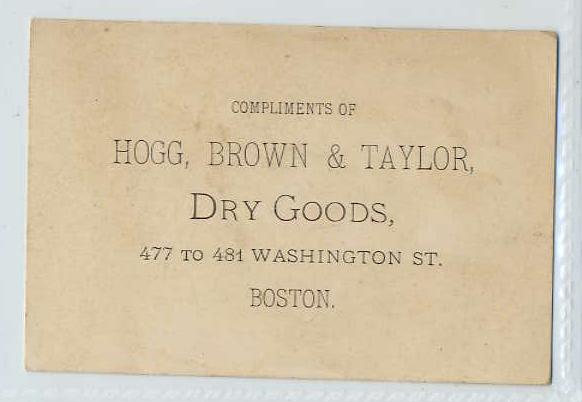 COMPLIMENTS OF
HOGG, BROWN & TAYLOR,
DRY GOODS,
477 TO 481 WASHINGTON ST.
BOSTON.